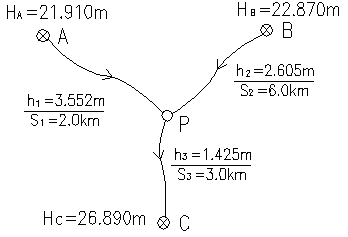 HA=21.910m
HB=22.870m
A
B
h2=2.605m
S2=6.0km
h1=3.552m
S1=2.0km
P
h3=1.425m
S3=3.0km
Hc=26.890m
C